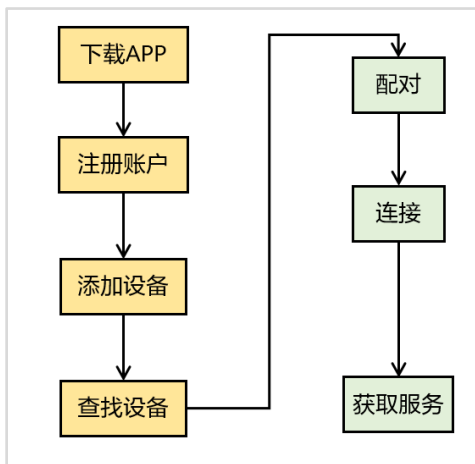 下载APP
注册账户
添加设备
查找设备
配对
连接
获取服务